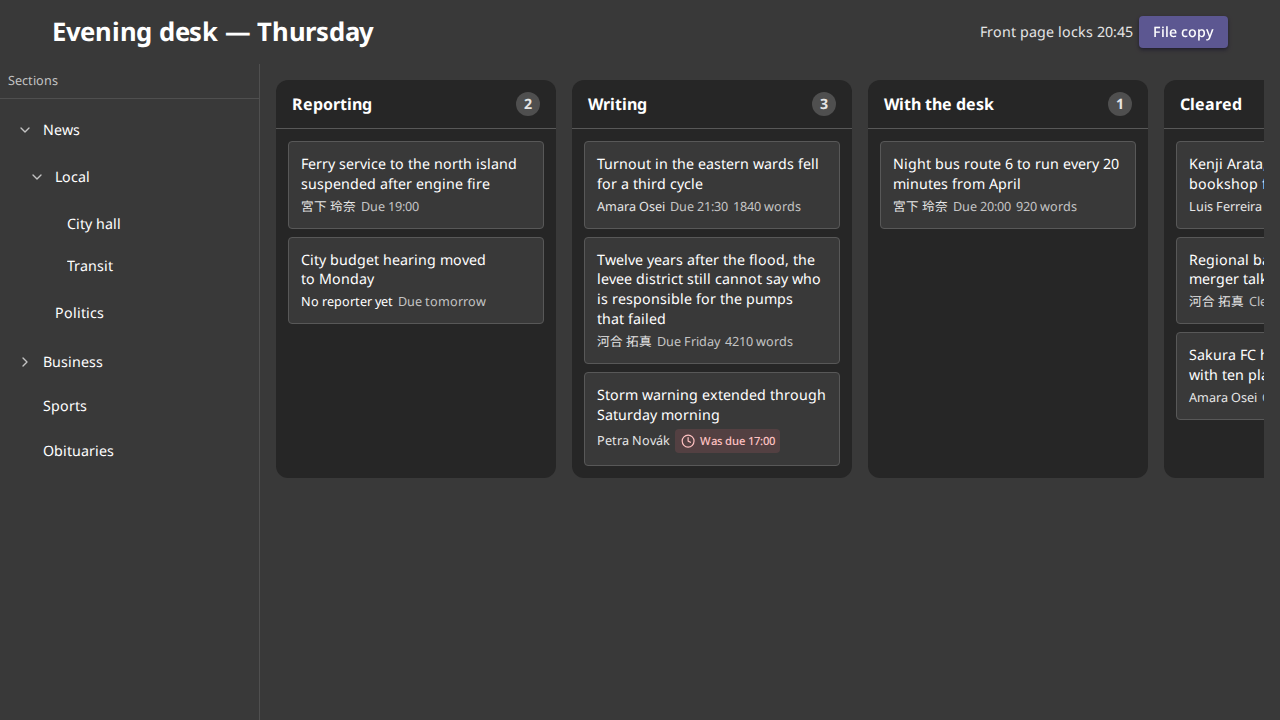 Evening desk — Thursday
Front page locks 20:45
File copy
Sections
News
Local
City hall
Transit
Politics
Business
Sports
Obituaries
Reporting
2
Ferry service to the north island
suspended after engine fire
宮下 玲奈 Due 19:00
City budget hearing moved
to Monday
No reporter yet Due tomorrow
Writing
3
Turnout in the eastern wards fell
for a third cycle
Amara Osei Due 21:30 1840 words
Twelve years after the flood, the
levee district still cannot say who
is responsible for the pumps
that failed
河合 拓真 Due Friday 4210 words
Storm warning extended through
Saturday morning
Petra Novák Was due 17:00
With the desk
1
Night bus route 6 to run every 20
minutes from April
宮下 玲奈 Due 20:00 920 words
Cleared
Kenji Arata
bookshop
Luis Ferreira
Regional
merger
河合 拓真
Sakura FC
with ten
Amara Osei